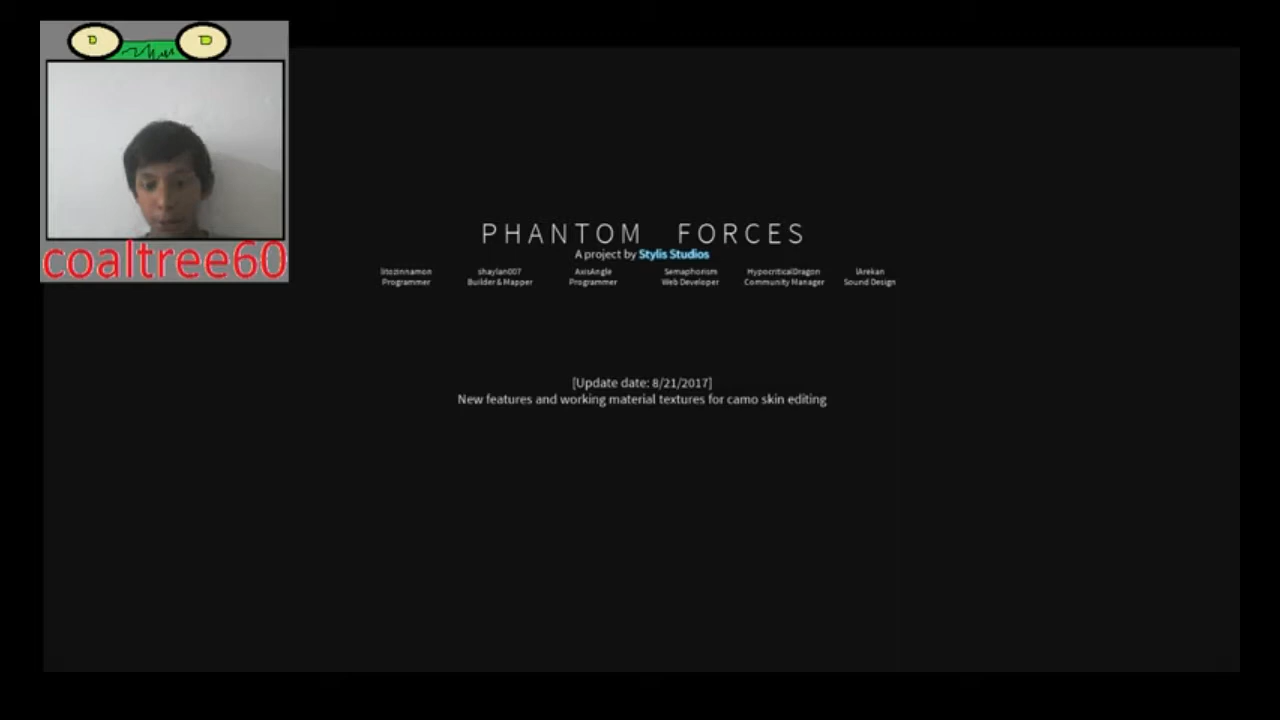 coaltree60
PHANTOM FORCES
A project by Stylis Studios
litozinnamon shaylan007 AxisAngle Semaphorism HypocriticalDragon lArekan
Programmer Builder & Mapper Programmer Web Developer Community Manager Sound Design
[Update date: 8/21/2017]
New features and working material textures for camo skin editing